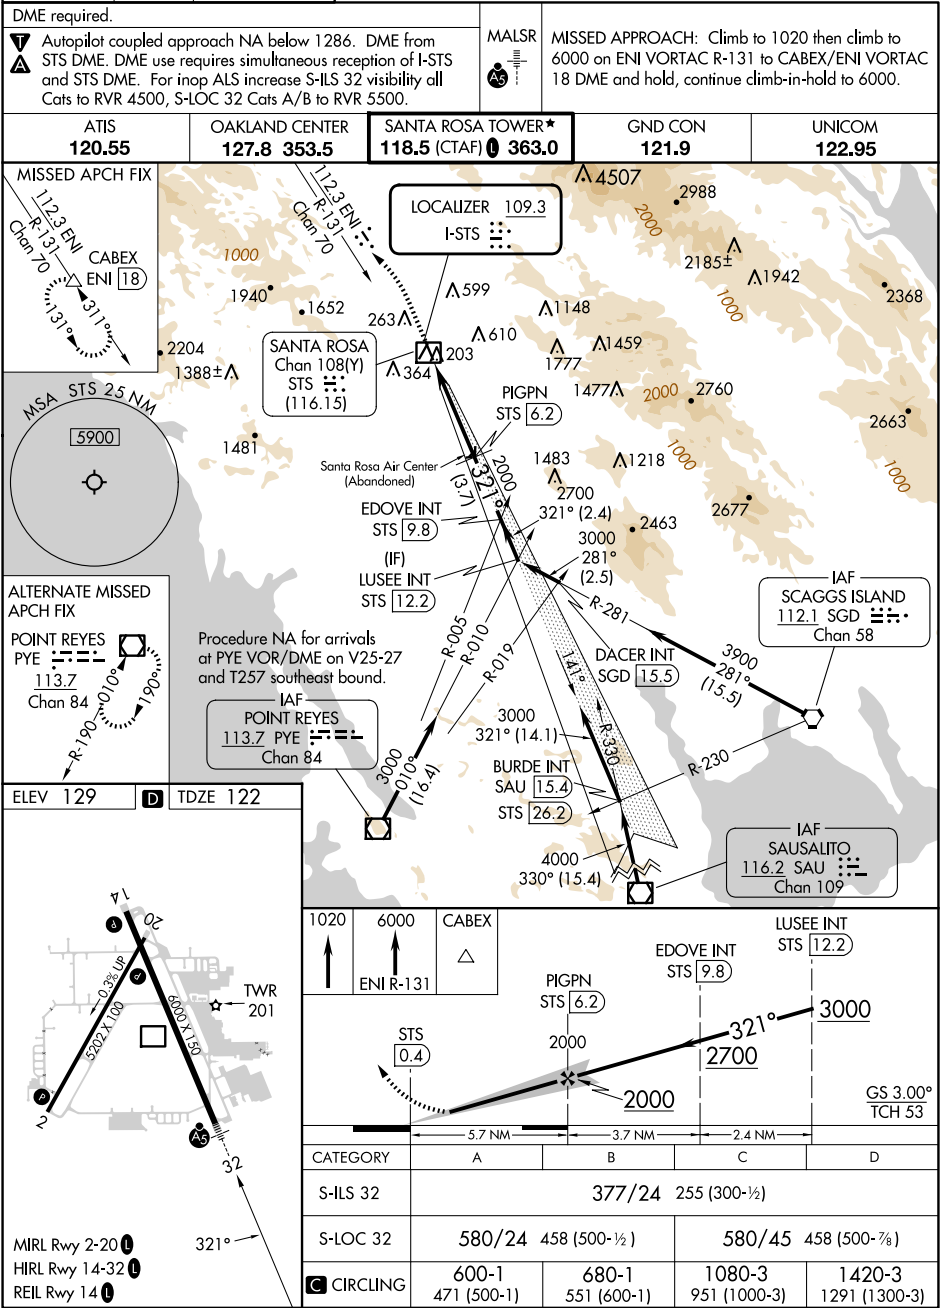 DME required.
T Autopilot coupled approach NA below 1286. DME from
A STS DME. DME use requires simultaneous reception of I-STS
and STS DME. For inop ALS increase S-ILS 32 visibility all
Cats to RVR 4500, S-LOC 32 Cats A/B to RVR 5500.
MALSR
A5
MISSED APPROACH: Climb to 1020 then climb to
6000 on ENI VORTAC R-131 to CABEX/ENI VORTAC
18 DME and hold, continue climb-in-hold to 6000.
ATIS
120.55
OAKLAND CENTER
127.8 353.5
SANTA ROSA TOWER★
118.5 (CTAF) L 363.0
GND CON
121.9
UNICOM
122.95
MISSED APCH FIX
112.3 ENI
R-131
Chan 70
CABEX
ENI 18
131°
311°
112.3 ENI
R-131
Chan 70
LOCALIZER 109.3
I-STS
4507
2988
2000
2185±
1942
2368
1000
1000
1940
1652
2204
1388±
1481
263
599
610
203
364
1148
1777
1459
1477
2000
2760
2663
1000
1000
1483
1218
2677
2463
SANTA ROSA
Chan 108(Y)
STS
(116.15)
MSA STS 25 NM
5900
PIGPN
STS 6.2
Santa Rosa Air Center
(Abandoned)
321°
2000
(3.7)
EDOVE INT
STS 9.8
2700
321° (2.4)
(IF)
LUSEE INT
STS 12.2
3000
281°
(2.5)
R-281
IAF
SCAGGS ISLAND
112.1 SGD
Chan 58
DACER INT
SGD 15.5
3900
281°
(15.5)
ALTERNATE MISSED
APCH FIX
POINT REYES
PYE
113.7
Chan 84
010°
190°
R-190
Procedure NA for arrivals
at PYE VOR/DME on V25-27
and T257 southeast bound.
IAF
POINT REYES
113.7 PYE
Chan 84
R-005
R-010
R-019
3000
010°
(16.4)
141°
R-330
3000
321° (14.1)
BURDE INT
SAU 15.4
STS 26.2
R-230
4000
330° (15.4)
IAF
SAUSALITO
116.2 SAU
Chan 109
ELEV 129
D
TDZE 122
14
20
P
P
0.3% UP
5202 X 100
6000 X 150
TWR
201
P
2
A5
32
321°
MIRL Rwy 2-20 L
HIRL Rwy 14-32 L
REIL Rwy 14 L
1020
6000
ENI R-131
CABEX
LUSEE INT
STS 12.2
EDOVE INT
STS 9.8
PIGPN
STS 6.2
STS
0.4
2000
321°
3000
2700
2000
GS 3.00°
TCH 53
5.7 NM
3.7 NM
2.4 NM
CATEGORY A B C D
S-ILS 32 377/24 255 (300-½)
S-LOC 32 580/24 458 (500-½) 580/45 458 (500-⅞)
C CIRCLING 600-1 680-1 1080-3 1420-3
471 (500-1) 551 (600-1) 951 (1000-3) 1291 (1300-3)